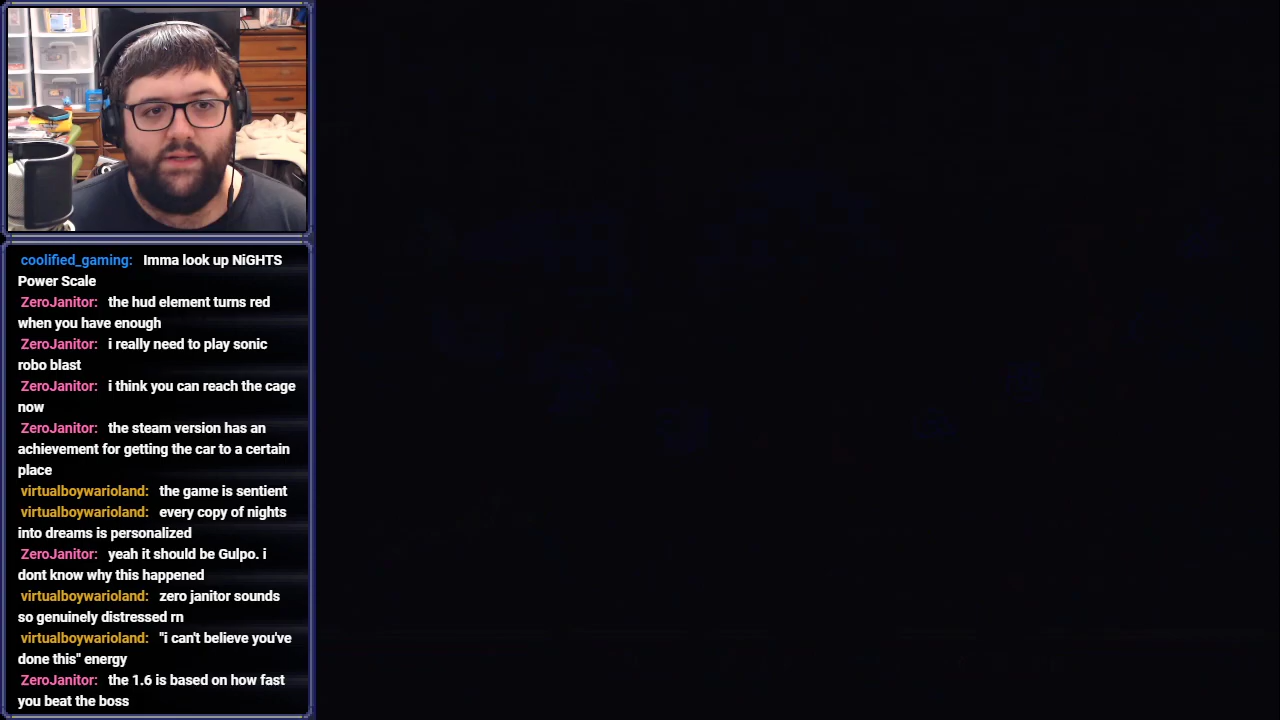 coolified_gaming: Imma look up NiGHTS
Power Scale
ZeroJanitor: the hud element turns red
when you have enough
ZeroJanitor: i really need to play sonic
robo blast
ZeroJanitor: i think you can reach the cage
now
ZeroJanitor: the steam version has an
achievement for getting the car to a certain
place
virtualboywarioland: the game is sentient
virtualboywarioland: every copy of nights
into dreams is personalized
ZeroJanitor: yeah it should be Gulpo. i
dont know why this happened
virtualboywarioland: zero janitor sounds
so genuinely distressed rn
virtualboywarioland: "i can't believe you've
done this" energy
ZeroJanitor: the 1.6 is based on how fast
you beat the boss